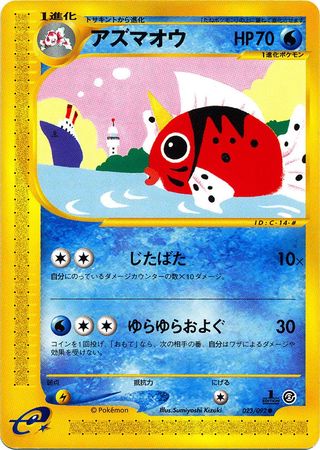 1進化
トサキントから進化
アズマオウ
HP70
1進化ポケモン
ID:C-14-#
じたばた 10×
自分にのっているダメージカウンターの数×10ダメージ。
ゆらゆらおよぐ 30
コインを1回投げ、「おもて」なら、次の相手の番、自分はワザによるダメージや
効果を受けない。
弱点 抵抗力 にげる
© Pokémon Illus. Sumiyoshi Kizuki 023/092 ●
1 EDITION
e